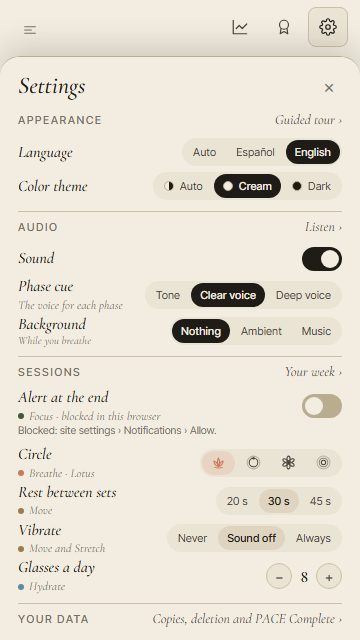 Settings
×
APPEARANCE Guided tour ›
Language Auto Español English
Color theme Auto Cream Dark
AUDIO Listen ›
Sound
Phase cue Tone Clear voice Deep voice
The voice for each phase
Background Nothing Ambient Music
While you breathe
SESSIONS Your week ›
Alert at the end
Focus · blocked in this browser
Blocked: site settings › Notifications › Allow.
Circle
Breathe · Lotus
Rest between sets 20 s 30 s 45 s
Move
Vibrate Never Sound off Always
Move and Stretch
Glasses a day − 8 +
Hydrate
YOUR DATA Copies, deletion and PACE Complete ›